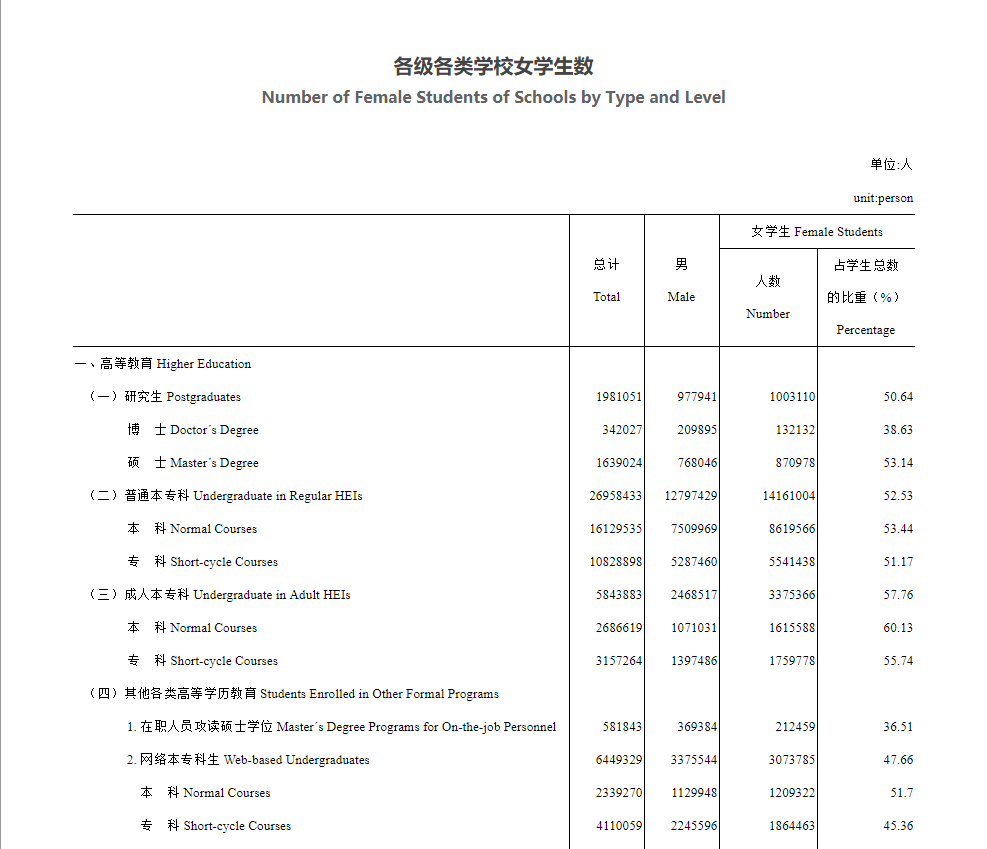 各级各类学校女学生数
Number of Female Students of Schools by Type and Level
单位:人
unit:person
女学生 Female Students
总计
Total
男
Male
人数
Number
占学生总数
的比重（%）
Percentage
一、高等教育 Higher Education
（一）研究生 Postgraduates 1981051 977941 1003110 50.64
博 士 Doctor´s Degree 342027 209895 132132 38.63
硕 士 Master´s Degree 1639024 768046 870978 53.14
（二）普通本专科 Undergraduate in Regular HEIs 26958433 12797429 14161004 52.53
本 科 Normal Courses 16129535 7509969 8619566 53.44
专 科 Short-cycle Courses 10828898 5287460 5541438 51.17
（三）成人本专科 Undergraduate in Adult HEIs 5843883 2468517 3375366 57.76
本 科 Normal Courses 2686619 1071031 1615588 60.13
专 科 Short-cycle Courses 3157264 1397486 1759778 55.74
（四）其他各类高等学历教育 Students Enrolled in Other Formal Programs
1. 在职人员攻读硕士学位 Master´s Degree Programs for On-the-job Personnel 581843 369384 212459 36.51
2. 网络本专科生 Web-based Undergraduates 6449329 3375544 3073785 47.66
本 科 Normal Courses 2339270 1129948 1209322 51.7
专 科 Short-cycle Courses 4110059 2245596 1864463 45.36